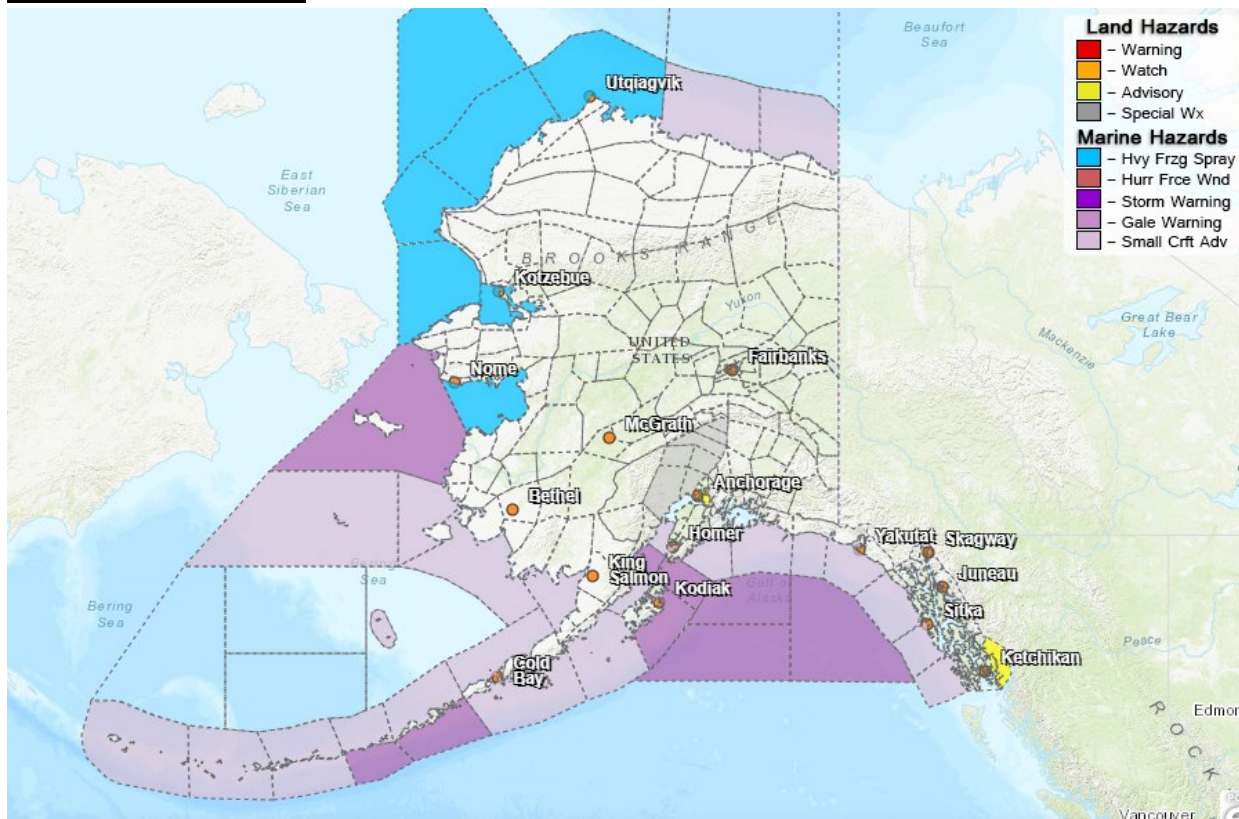 Beaufort
Sea
Land Hazards
– Warning
– Watch
– Advisory
– Special Wx
Marine Hazards
– Hvy Frzg Spray
– Hurr Frce Wnd
– Storm Warning
– Gale Warning
– Small Crft Adv
Utqiagvik
East
Siberian
Sea
BROOKS RANGE
Kotzebue
Yukon
Great Bear
Lake
Mackenzie
UNITED
STATES
Fairbanks
Nome
McGrath
Anchorage
Bethel
Homer
Yakutat
Skagway
King
Salmon
Juneau
Kodiak
Gulf of
Alaska
Sea
Bering
Sea
Sitka
Peace
Ketchikan
Cold
Bay
ROCK
Edmon
Vancouver